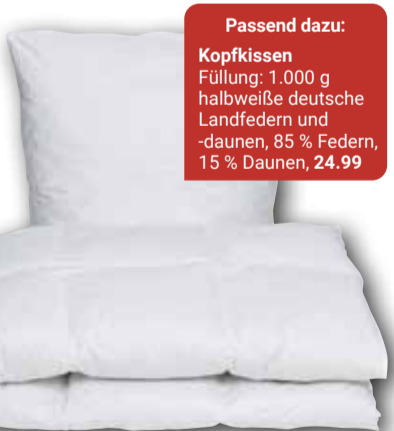 Passend dazu:
Kopfkissen
Füllung: 1.000 g
halbweiße deutsche
Landfedern und
-daunen, 85 % Federn,
15 % Daunen, 24.99